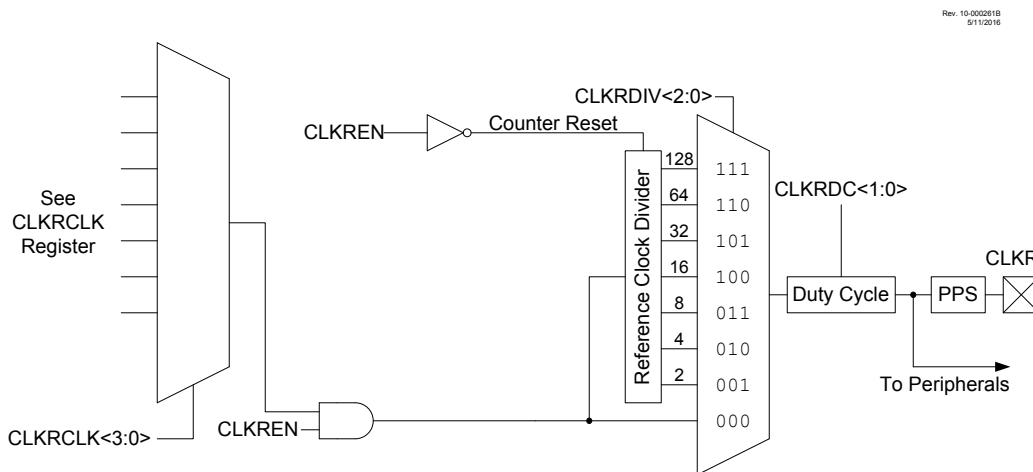 Rev. 10-000261B
5/11/2016
CLKRDIV<2:0>
CLKREN
Counter Reset
See
CLKRCLK
Register
Reference Clock Divider
128
64
32
16
8
4
2
111
110
101
100
011
010
001
000
CLKRDC<1:0>
Duty Cycle
PPS
CLKR
To Peripherals
CLKREN
CLKRCLK<3:0>